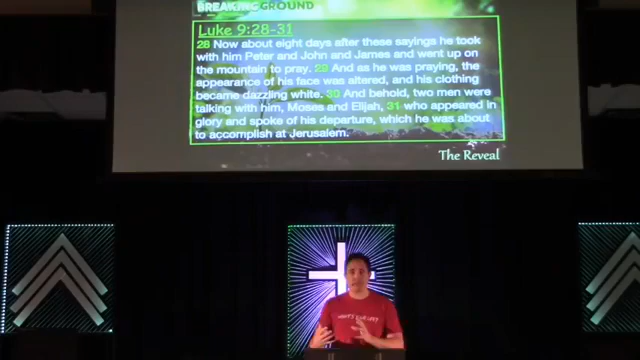 BREAKINGGROUND
Luke 9:28-31
28 Now about eight days after these sayings he took
with him Peter and John and James and went up on
the mountain to pray. 29 And as he was praying, the
appearance of his face was altered, and his clothing
became dazzling white. 30 And behold, two men were
talking with him, Moses and Elijah, 31 who appeared in
glory and spoke of his departure, which he was about
to accomplish at Jerusalem.
The Reveal